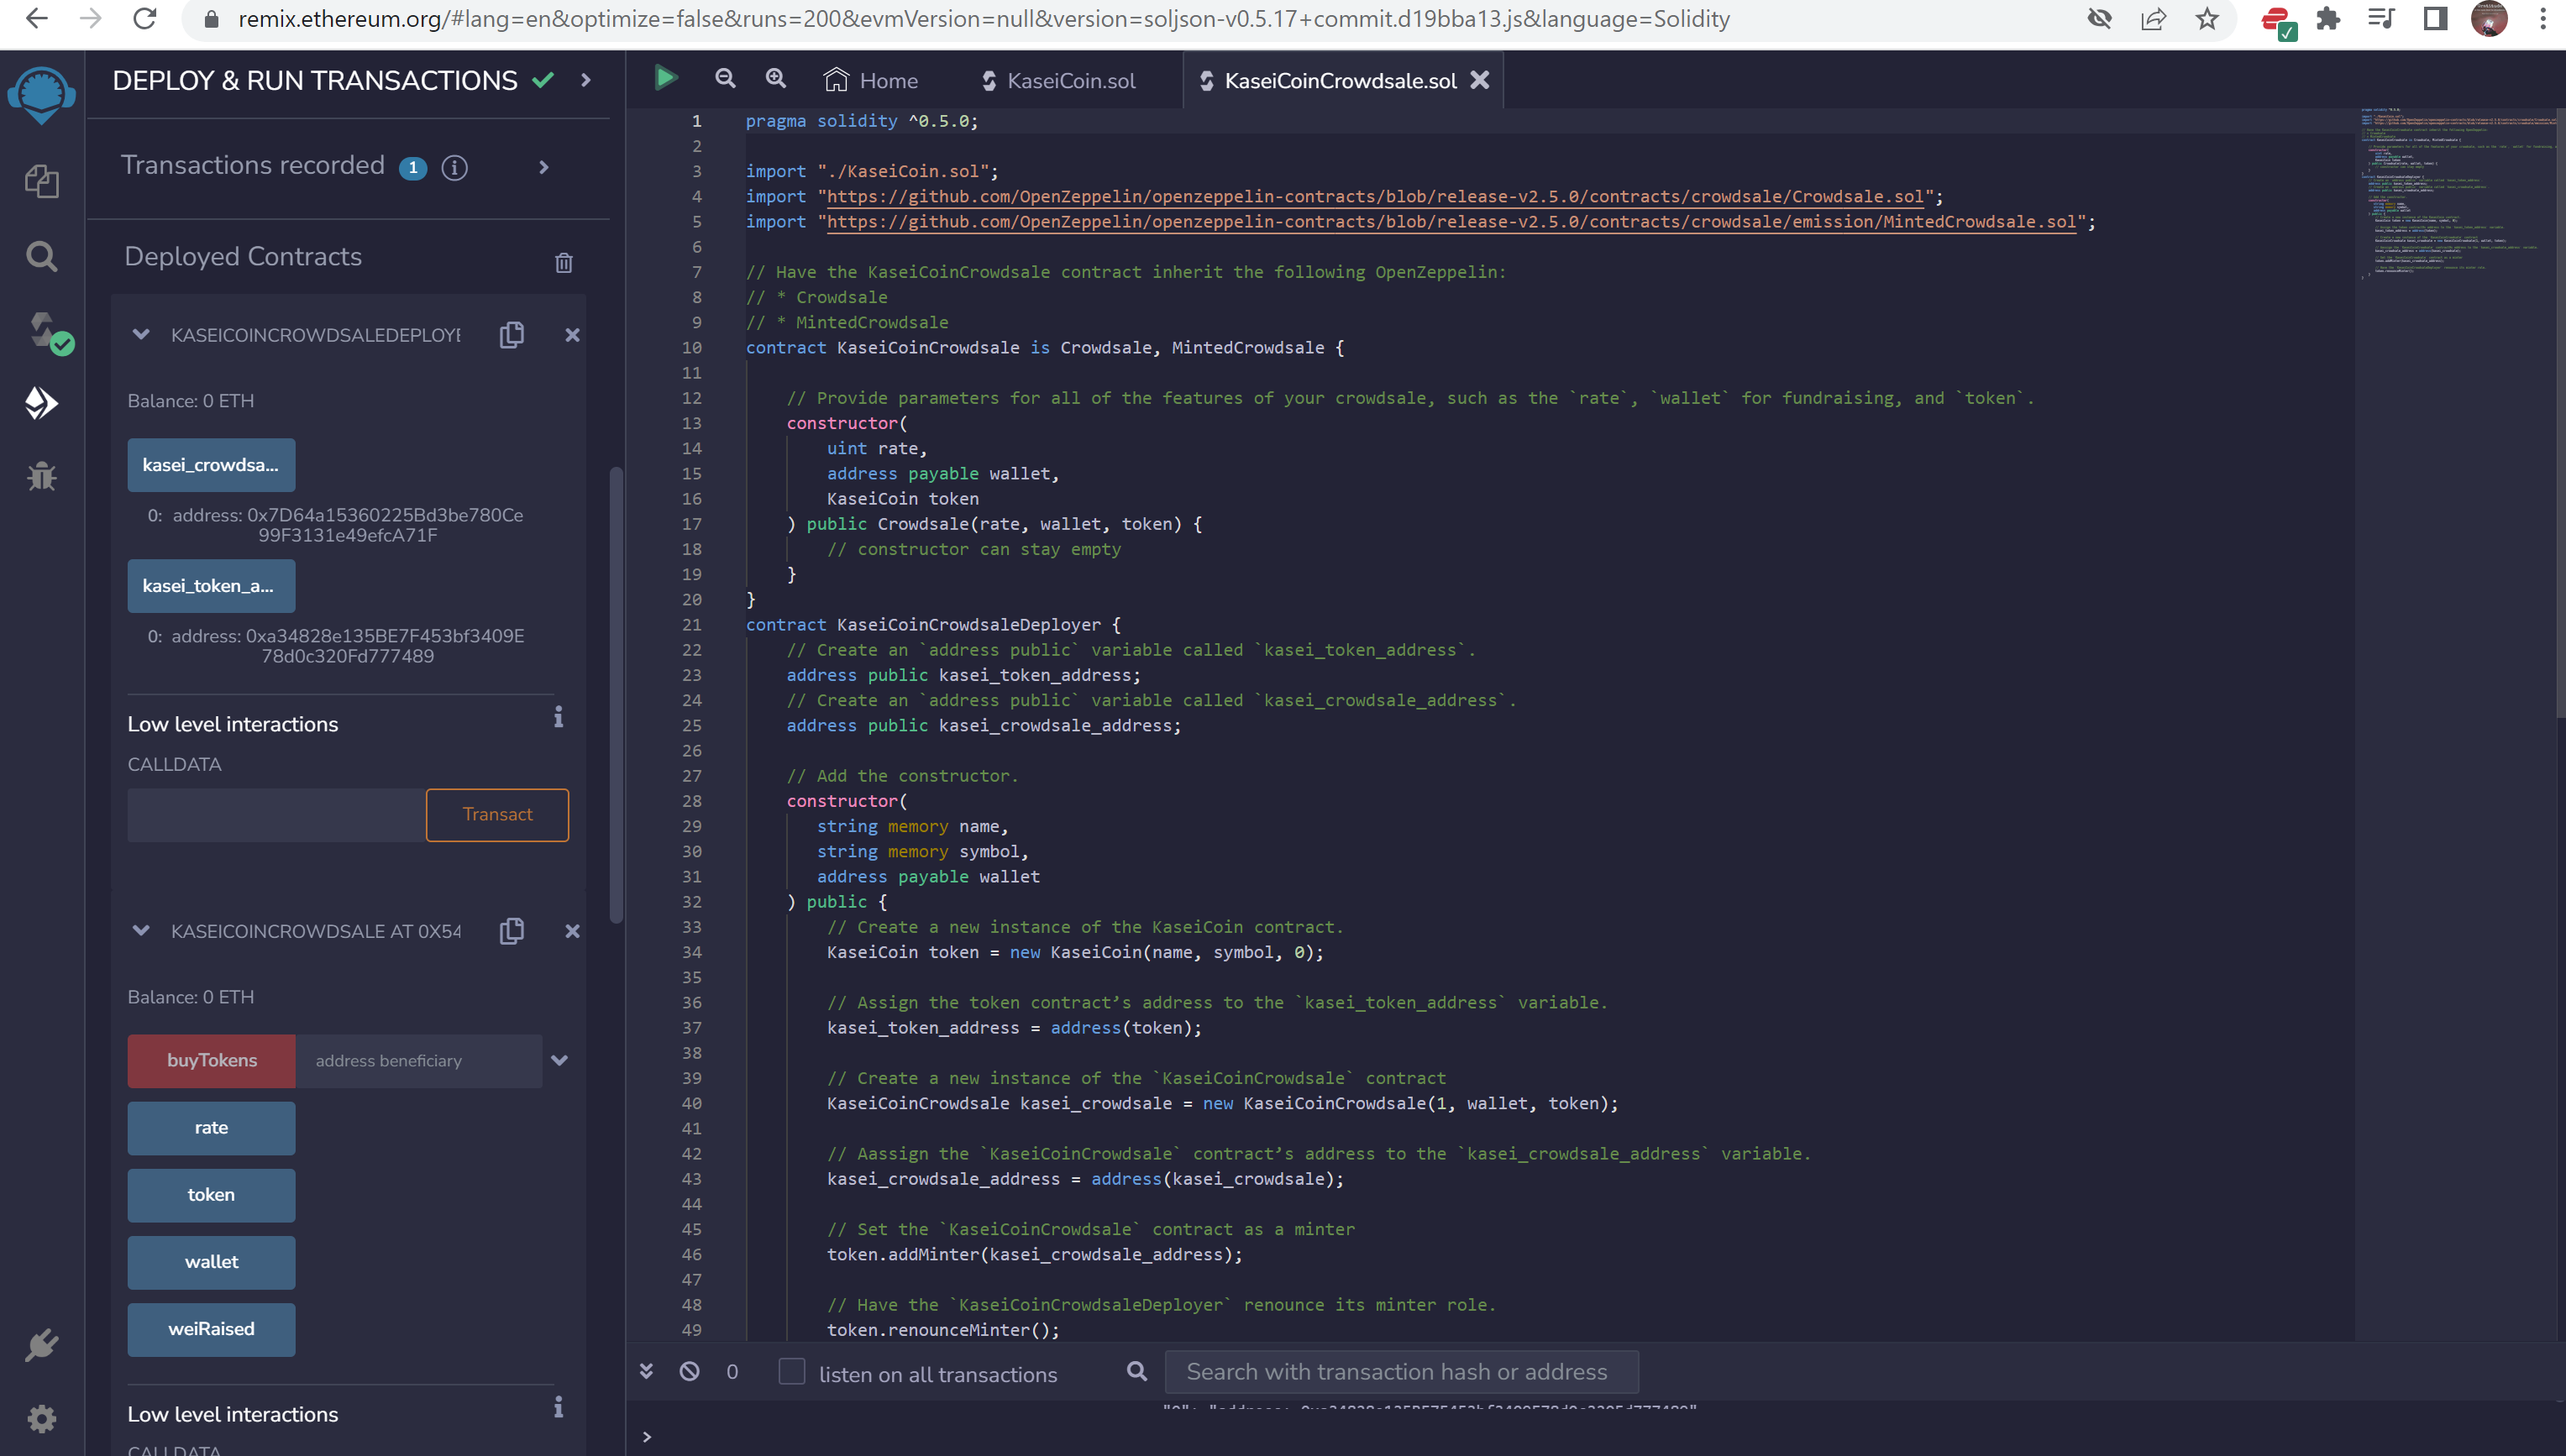 remix.ethereum.org/#lang=en&optimize=false&runs=200&evmVersion=null&version=soljson-v0.5.17+commit.d19bba13.js&language=Solidity
DEPLOY & RUN TRANSACTIONS
Transactions recorded 1
Deployed Contracts
KASEICOINCROWDSALEDEPLOYE
Balance: 0 ETH
kasei_crowdsa...
0: address: 0x7D64a15360225Bd3be780Ce
99F3131e49efcA71F
kasei_token_a...
0: address: 0xa34828e135BE7F453bf3409E
78d0c320Fd777489
Low level interactions
CALLDATA
Transact
KASEICOINCROWDSALE AT 0X54
Balance: 0 ETH
buyTokens address beneficiary
rate
token
wallet
weiRaised
Low level interactions
CALLDATA
Home KaseiCoin.sol KaseiCoinCrowdsale.sol
1 pragma solidity ^0.5.0;
2
3 import "./KaseiCoin.sol";
4 import "https://github.com/OpenZeppelin/openzeppelin-contracts/blob/release-v2.5.0/contracts/crowdsale/Crowdsale.sol";
5 import "https://github.com/OpenZeppelin/openzeppelin-contracts/blob/release-v2.5.0/contracts/crowdsale/emission/MintedCrowdsale.sol";
6
7 // Have the KaseiCoinCrowdsale contract inherit the following OpenZeppelin:
8 // * Crowdsale
9 // * MintedCrowdsale
10 contract KaseiCoinCrowdsale is Crowdsale, MintedCrowdsale {
11
12 // Provide parameters for all of the features of your crowdsale, such as the `rate`, `wallet` for fundraising, and `token`.
13 constructor(
14 uint rate,
15 address payable wallet,
16 KaseiCoin token
17 ) public Crowdsale(rate, wallet, token) {
18 // constructor can stay empty
19 }
20 }
21 contract KaseiCoinCrowdsaleDeployer {
22 // Create an `address public` variable called `kasei_token_address`.
23 address public kasei_token_address;
24 // Create an `address public` variable called `kasei_crowdsale_address`.
25 address public kasei_crowdsale_address;
26
27 // Add the constructor.
28 constructor(
29 string memory name,
30 string memory symbol,
31 address payable wallet
32 ) public {
33 // Create a new instance of the KaseiCoin contract.
34 KaseiCoin token = new KaseiCoin(name, symbol, 0);
35
36 // Assign the token contract’s address to the `kasei_token_address` variable.
37 kasei_token_address = address(token);
38
39 // Create a new instance of the `KaseiCoinCrowdsale` contract
40 KaseiCoinCrowdsale kasei_crowdsale = new KaseiCoinCrowdsale(1, wallet, token);
41
42 // Aassign the `KaseiCoinCrowdsale` contract’s address to the `kasei_crowdsale_address` variable.
43 kasei_crowdsale_address = address(kasei_crowdsale);
44
45 // Set the `KaseiCoinCrowdsale` contract as a minter
46 token.addMinter(kasei_crowdsale_address);
47
48 // Have the `KaseiCoinCrowdsaleDeployer` renounce its minter role.
49 token.renounceMinter();
0 listen on all transactions Search with transaction hash or address
>